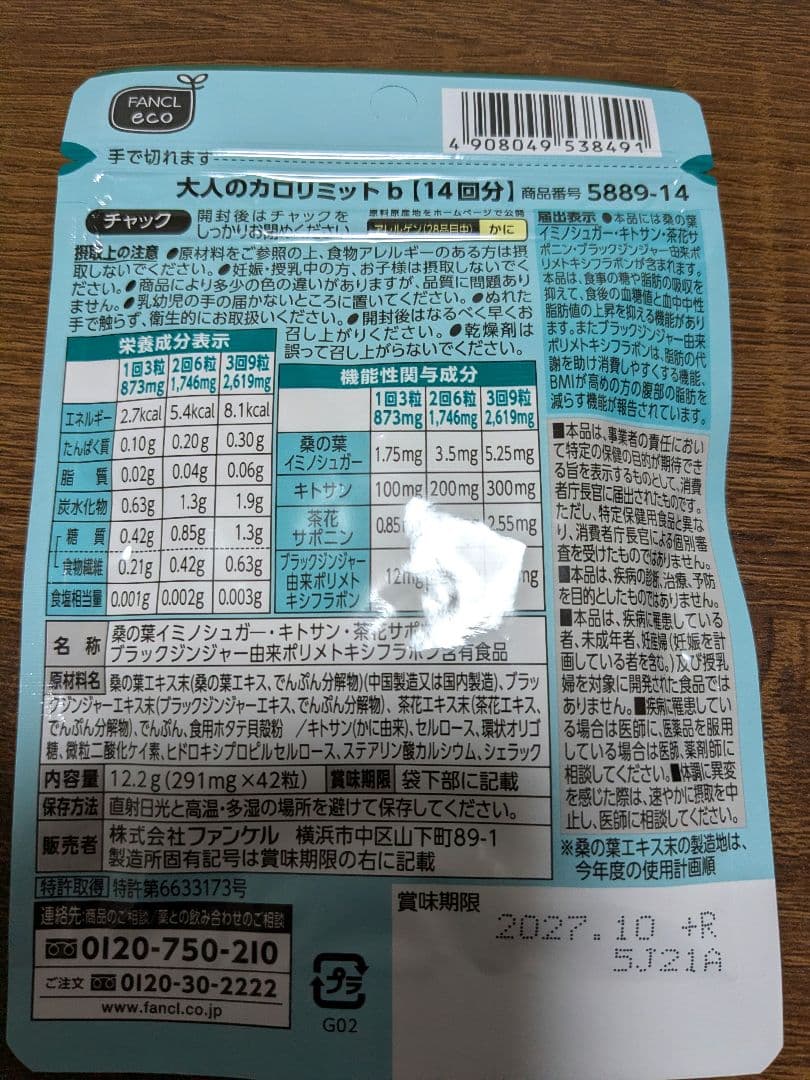 FANCL
eco
4 908049 538491
手で切れます
大人のカロリミット b【14回分】商品番号 5889-14
チャック 開封後はチャックを
しっかりお閉めください
原料原産地をホームページで公開
アレルゲン(28品目中) かに
摂取上の注意 ●原材料をご参照の上、食物アレルギーのある方は摂
取しないでください。●妊娠・授乳中の方、お子様は摂取しないでく
ださい。●商品により多少の色の違いがありますが、品質に問題あり
ません。●乳幼児の手の届かないところに置いてください。●ぬれた
手で触らず、衛生的にお取扱いください。●開封後はなるべく早くお
召し上がりください。●乾燥剤は
誤って召し上がらないでください。
栄養成分表示
1回3粒 873mg 2回6粒 1,746mg 3回9粒 2,619mg
エネルギー 2.7kcal 5.4kcal 8.1kcal
たんぱく質 0.10g 0.20g 0.30g
脂質 0.02g 0.04g 0.06g
炭水化物 0.63g 1.3g 1.9g
糖質 0.42g 0.85g 1.3g
食物繊維 0.21g 0.42g 0.63g
食塩相当量 0.001g 0.002g 0.003g
機能性関与成分
1回3粒 873mg 2回6粒 1,746mg 3回9粒 2,619mg
桑の葉イミノシュガー 1.75mg 3.5mg 5.25mg
キトサン 100mg 200mg 300mg
茶花サポニン 0.85 2.55mg
ブラックジンジャー由来ポリメトキシフラボン 12mg mg
届出表示 ●本品には桑の葉
イミノシュガー・キトサン・茶花サ
ポニン・ブラックジンジャー由来ポ
リメトキシフラボンが含まれます。
本品は、食事の糖や脂肪の吸収を
抑えて、食後の血糖値と血中中性
脂肪値の上昇を抑える機能があり
ます。またブラックジンジャー由来
ポリメトキシフラボンは、脂肪の代
謝を助け消費しやすくする機能、
BMIが高めの方の腹部の脂肪を
減らす機能が報告されています。
■本品は、事業者の責任におい
て特定の保健の目的が期待でき
る旨を表示するものとして、消費
者庁長官に届出されたものです。
ただし、特定保健用食品と異な
り、消費者庁長官による個別審
査を受けたものではありません。
■本品は、疾病の診断、治療、予防
を目的としたものではありません。
■本品は、疾病に罹患している
者、未成年者、妊産婦(妊娠を計
画している者を含む。)及び授乳
婦を対象に開発された食品では
ありません。■疾病に罹患してい
る場合は医師に、医薬品を服用
している場合は医師、薬剤師に
相談してください。■体調に異変
を感じた際は、速やかに摂取を中
止し、医師に相談してください。
※桑の葉エキス末の製造地は、
今年度の使用計画順
名称 桑の葉イミノシュガー・キトサン・茶花サポ
ブラックジンジャー由来ポリメトキシフラボン含有食品
原材料名 桑の葉エキス末(桑の葉エキス、でんぷん分解物)(中国製造又は国内製造)、ブラッ
クジンジャーエキス末(ブラックジンジャーエキス、でんぷん分解物)、茶花エキス末(茶花エキス、
でんぷん分解物)、でんぷん、食用ホタテ貝殻粉 /キトサン(かに由来)、セルロース、環状オリゴ
糖、微粒二酸化ケイ素、ヒドロキシプロピルセルロース、ステアリン酸カルシウム、シェラック
内容量 12.2g(291mg×42粒) 賞味期限 袋下部に記載
保存方法 直射日光と高温・多湿の場所を避けて保存してください。
販売者 株式会社ファンケル 横浜市中区山下町89-1
製造所固有記号は賞味期限の右に記載
特許取得 特許第6633173号
連絡先:商品のご相談/薬との飲み合わせのご相談
0120-750-210
ご注文 0120-30-2222
www.fancl.co.jp
プラ
G02
賞味期限
2027.10 +R
5J21A